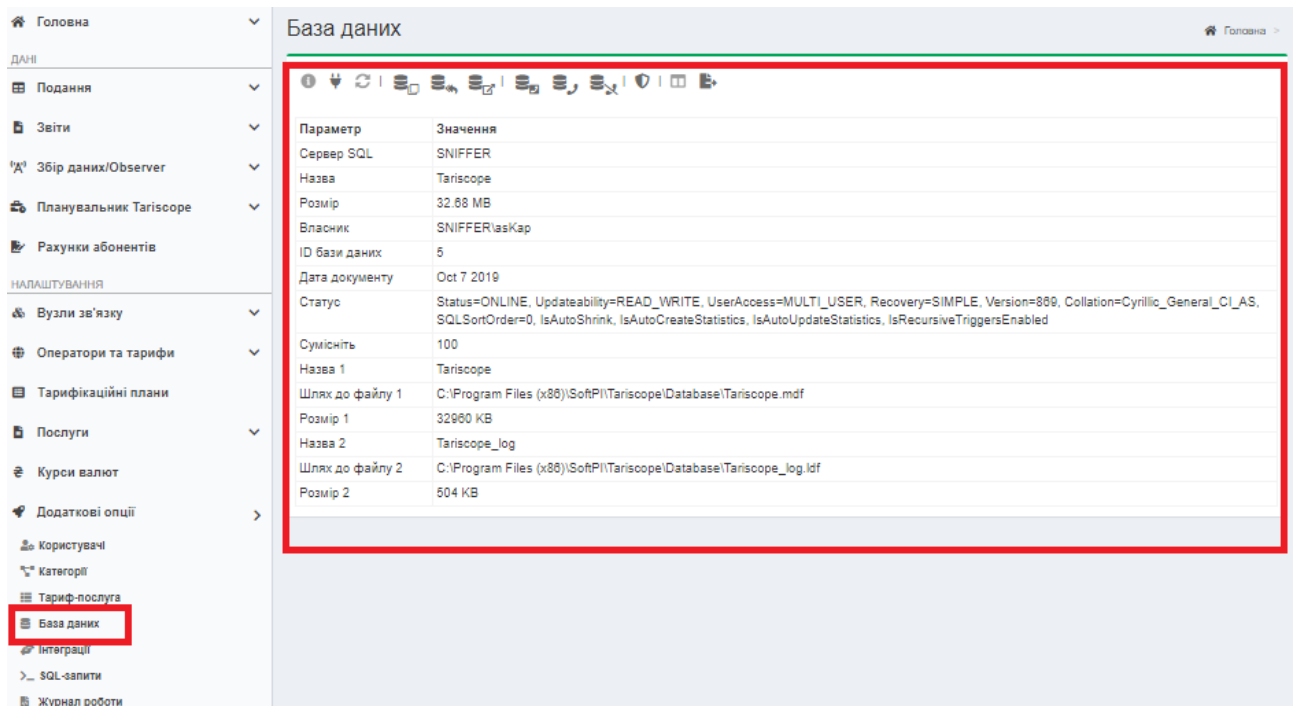 Головна
ДАНІ
Подання
Звіти
Збір даних/Observer
Планувальник Tariscope
Рахунки абонентів
НАЛАШТУВАННЯ
Вузли зв'язку
Оператори та тарифи
Тарифікаційні плани
Послуги
Курси валют
Додаткові опції
Користувачі
Категорії
Тариф-послуга
База даних
Інтеграції
SQL-запити
Журнал роботи
База даних
Головна >
Параметр Значення
Сервер SQL SNIFFER
Назва Tariscope
Розмір 32.68 MB
Власник SNIFFER\asKap
ID бази даних 5
Дата документу Oct 7 2019
Статус Status=ONLINE, Updateability=READ_WRITE, UserAccess=MULTI_USER, Recovery=SIMPLE, Version=869, Collation=Cyrillic_General_CI_AS,
SQLSortOrder=0, IsAutoShrink, IsAutoCreateStatistics, IsAutoUpdateStatistics, IsRecursiveTriggersEnabled
Сумісніть 100
Назва 1 Tariscope
Шлях до файлу 1 C:\Program Files (x86)\SoftPI\Tariscope\Database\Tariscope.mdf
Розмір 1 32960 KB
Назва 2 Tariscope_log
Шлях до файлу 2 C:\Program Files (x86)\SoftPI\Tariscope\Database\Tariscope_log.ldf
Розмір 2 504 KB